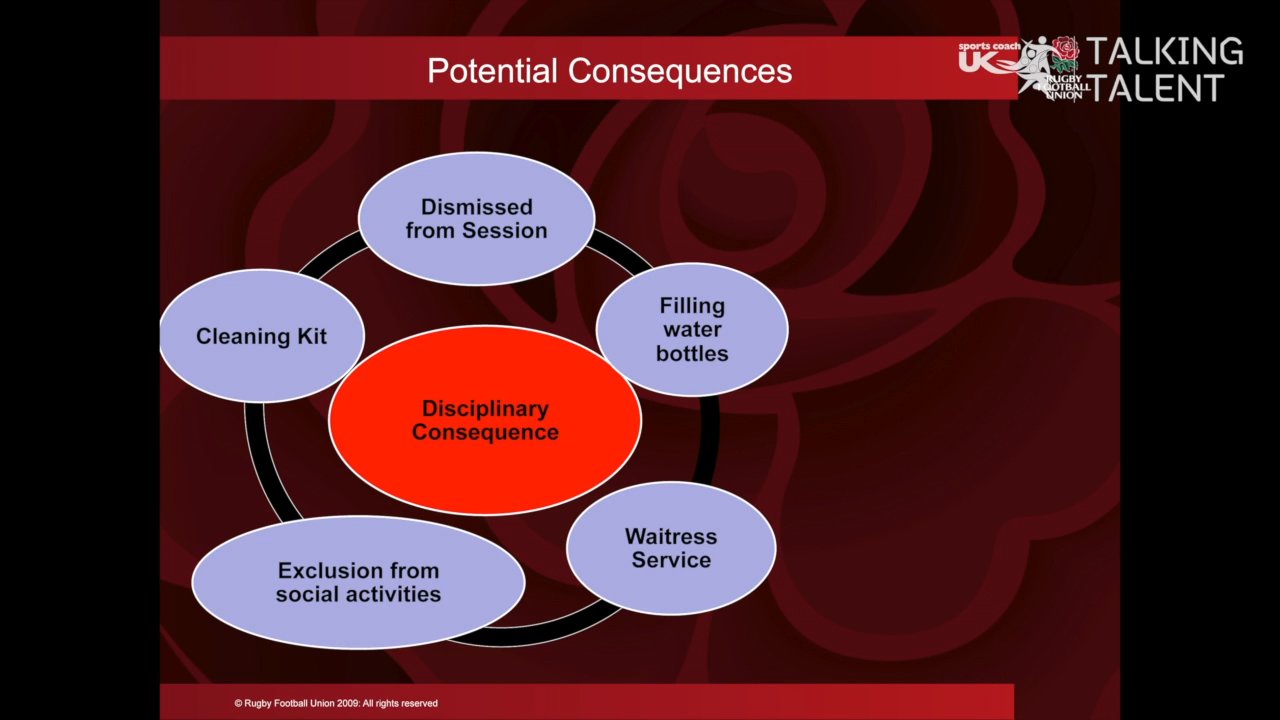 Potential Consequences
sports coach
UK
RUGBY
FOOTBALL
UNION
TALKING
TALENT
Dismissed
from Session
Filling
water
bottles
Cleaning Kit
Disciplinary
Consequence
Waitress
Service
Exclusion from
social activities
© Rugby Football Union 2009: All rights reserved